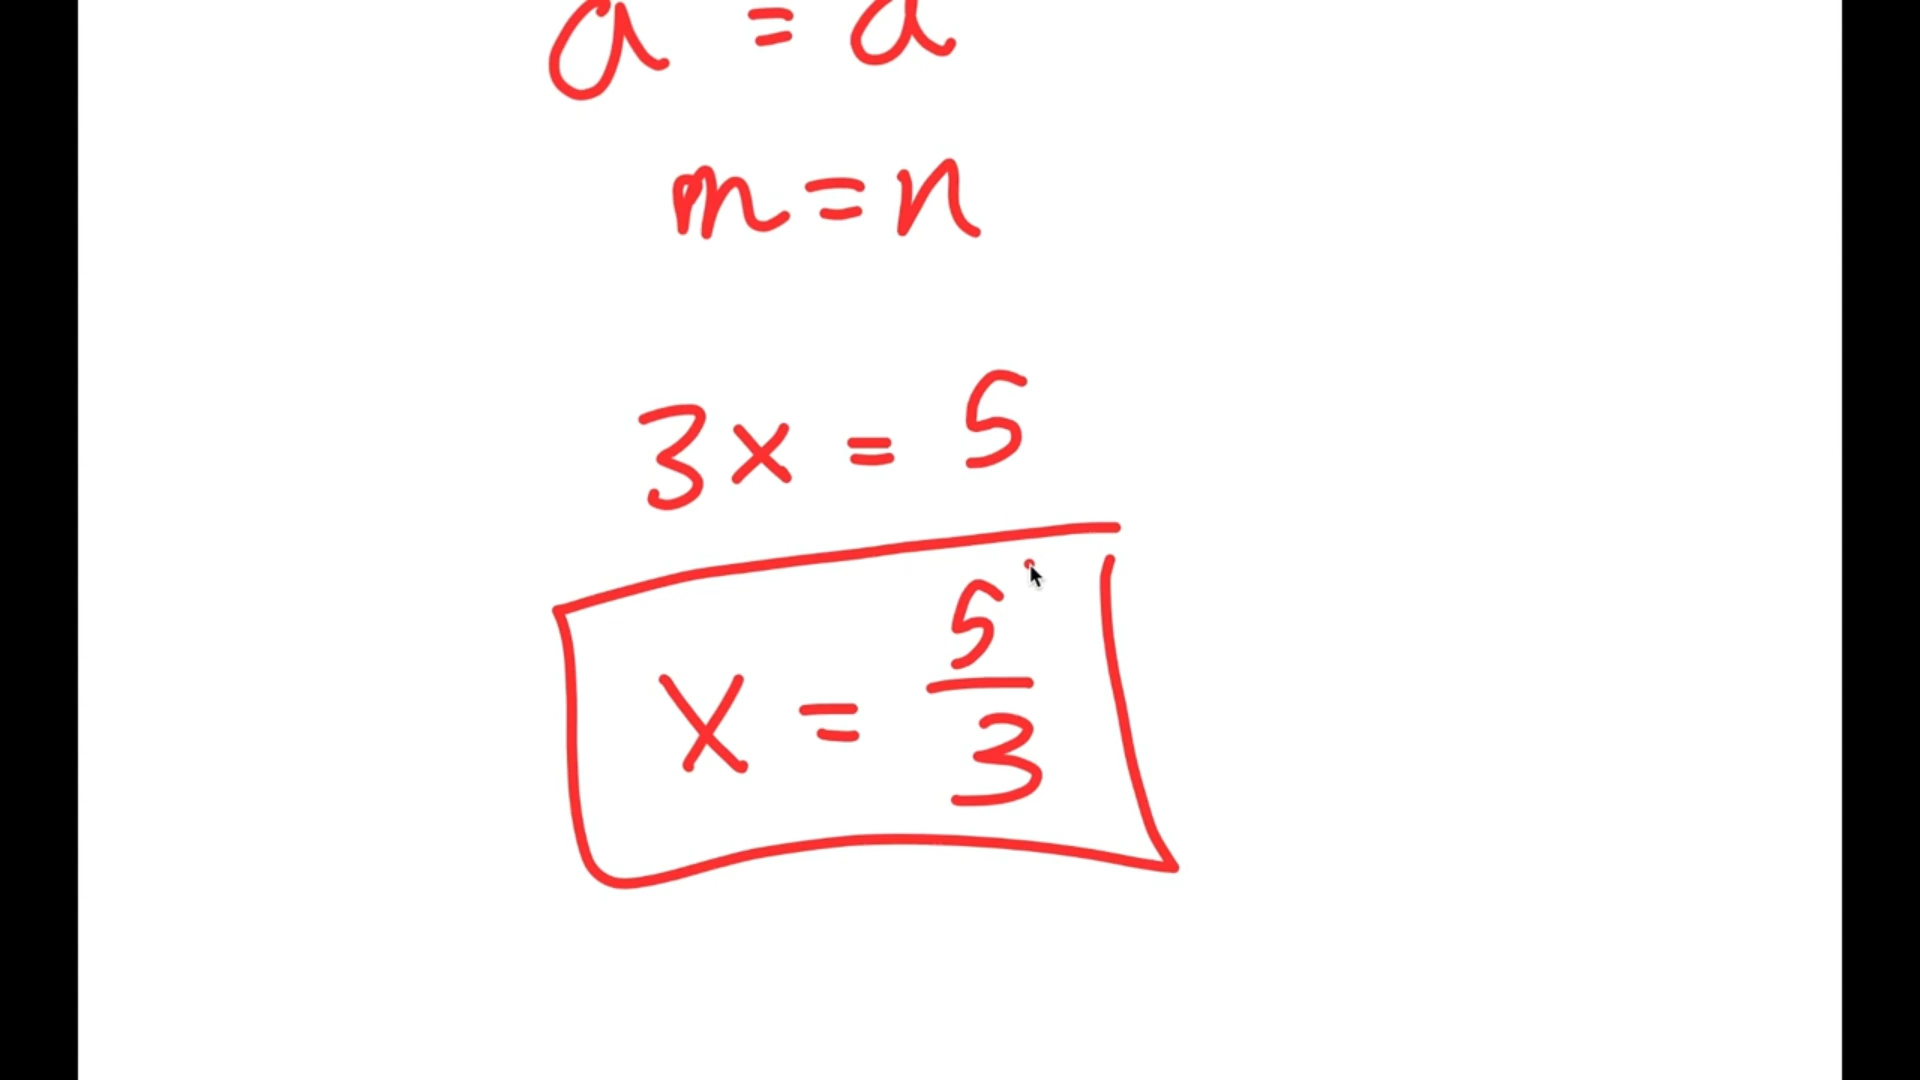 a = a
m = n
3x = 5
x = 5/3